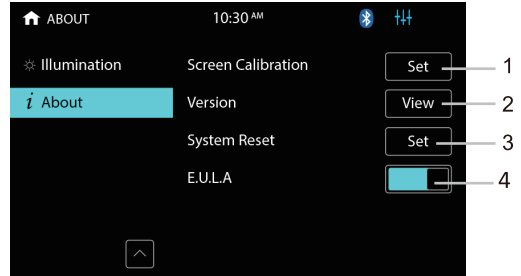 ABOUT 10:30 AM
Illumination Screen Calibration Set 1
i About Version View 2
System Reset Set 3
E.U.L.A 4